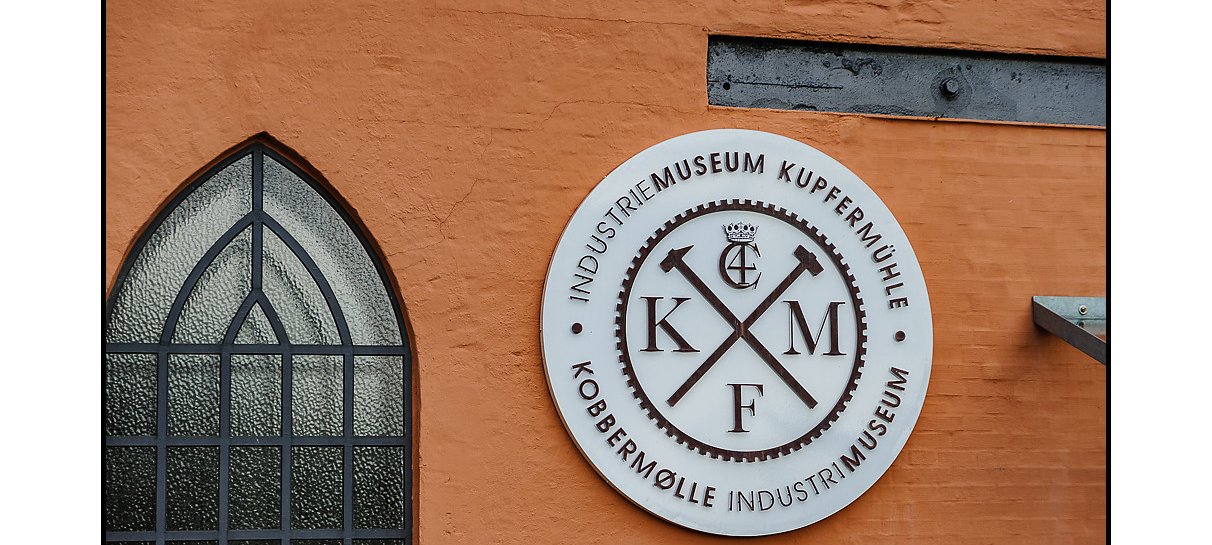 INDUSTRIEMUSEUM KUPFERMÜHLE
C4
K M
F
KOBBERMØLLE INDUSTRIMUSEUM